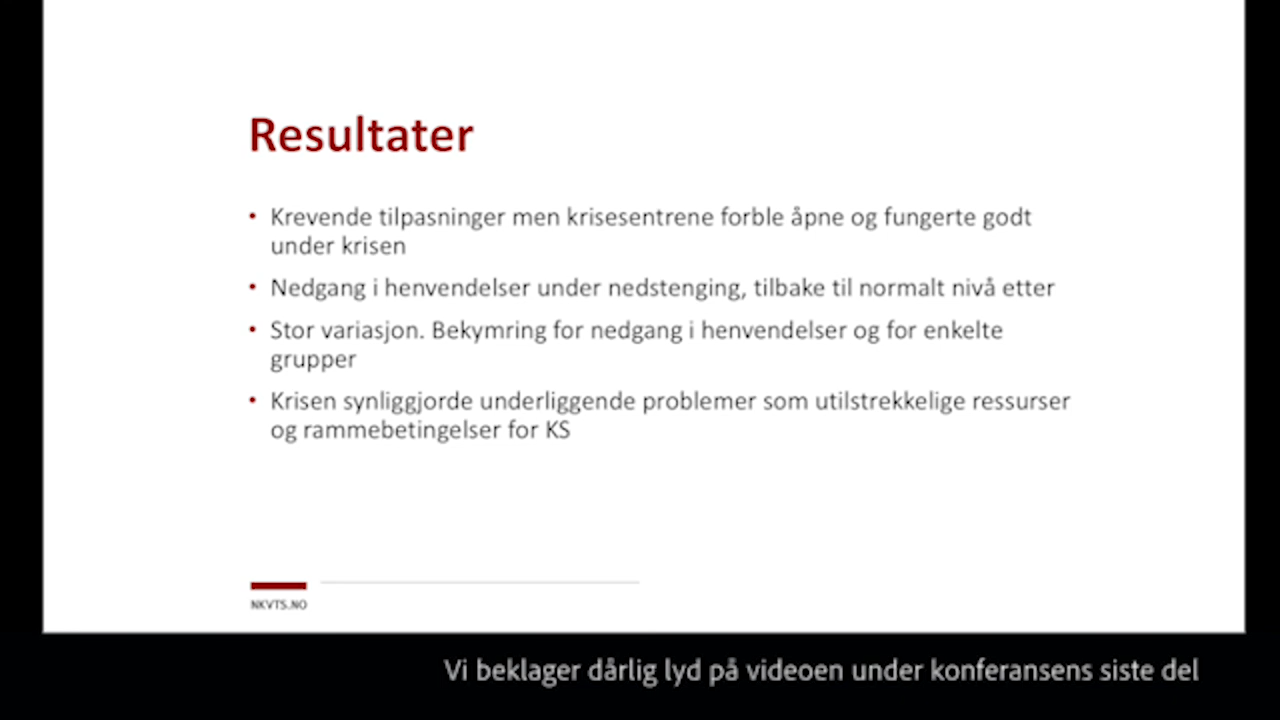 Resultater
• Krevende tilpasninger men krisesentrene forble åpne og fungerte godt
under krisen
• Nedgang i henvendelser under nedstenging, tilbake til normalt nivå etter
• Stor variasjon. Bekymring for nedgang i henvendelser og for enkelte
grupper
• Krisen synliggjorde underliggende problemer som utilstrekkelige ressurser
og rammebetingelser for KS
NKVTS.NO
Vi beklager dårlig lyd på videoen under konferansens siste del